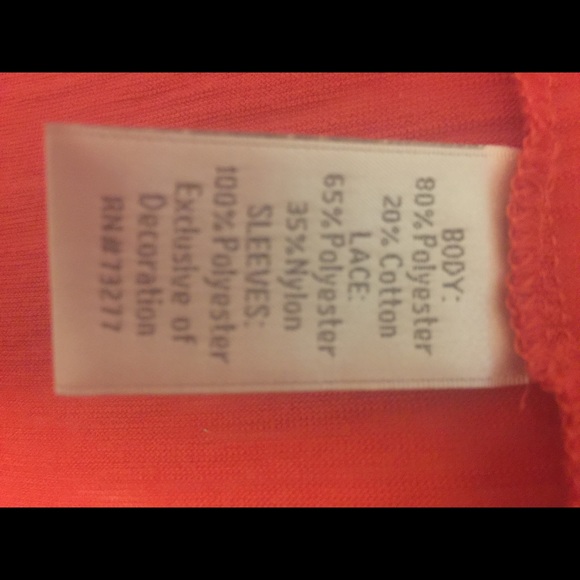 BODY:
80% Polyester
20% Cotton
LACE:
65% Polyester
35% Nylon
SLEEVES:
100% Polyester
Exclusive of
Decoration
RN# 73277